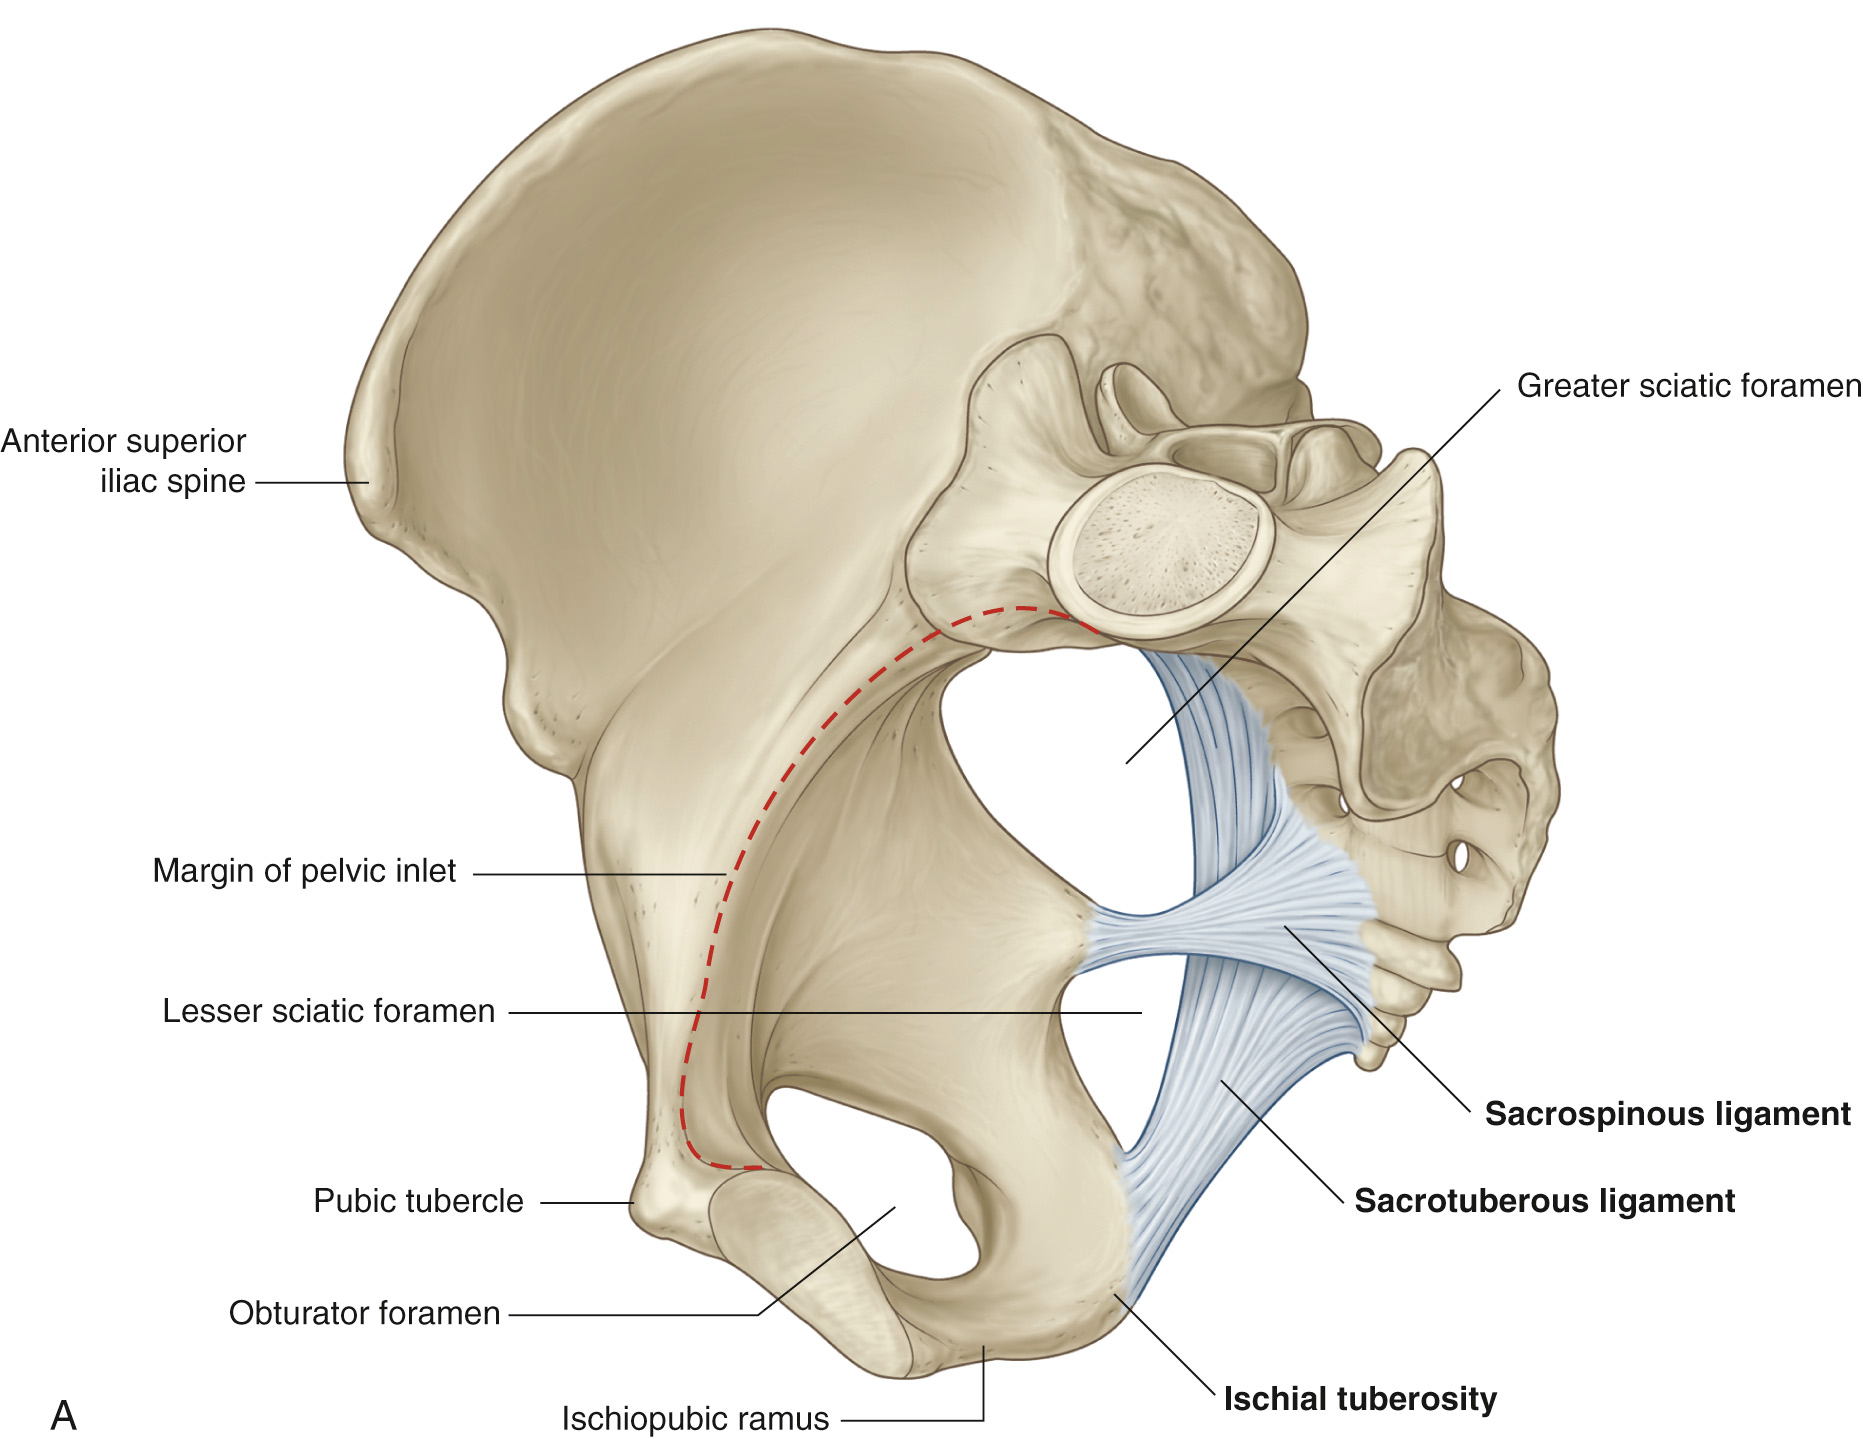 Greater sciatic foramen
Anterior superior
iliac spine
Margin of pelvic inlet
Lesser sciatic foramen
Sacrospinous ligament
Pubic tubercle
Sacrotuberous ligament
Obturator foramen
Ischial tuberosity
A
Ischiopubic ramus